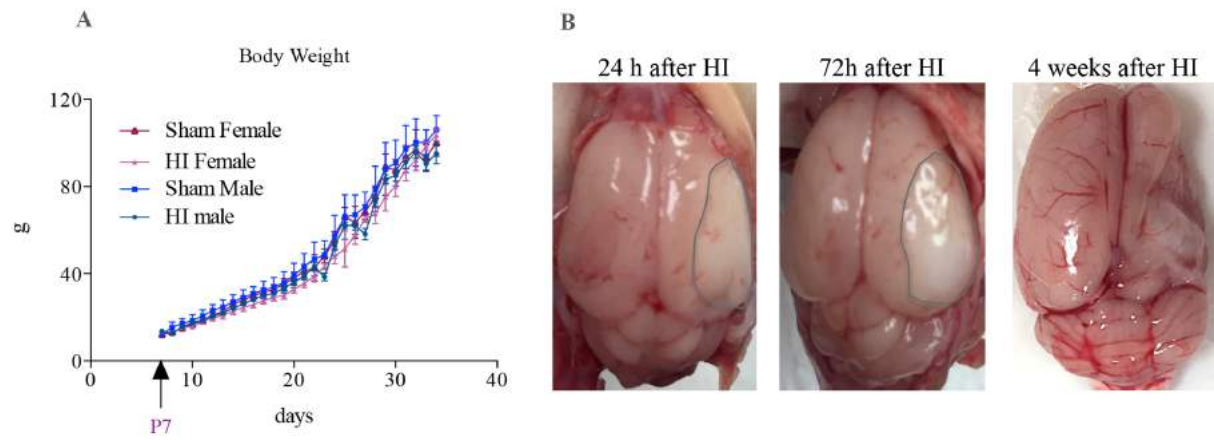 A
Body Weight
120
80
40
0
g
Sham Female
HI Female
Sham Male
HI male
0
10
20
30
40
days
P7
B
24 h after HI
72h after HI
4 weeks after HI